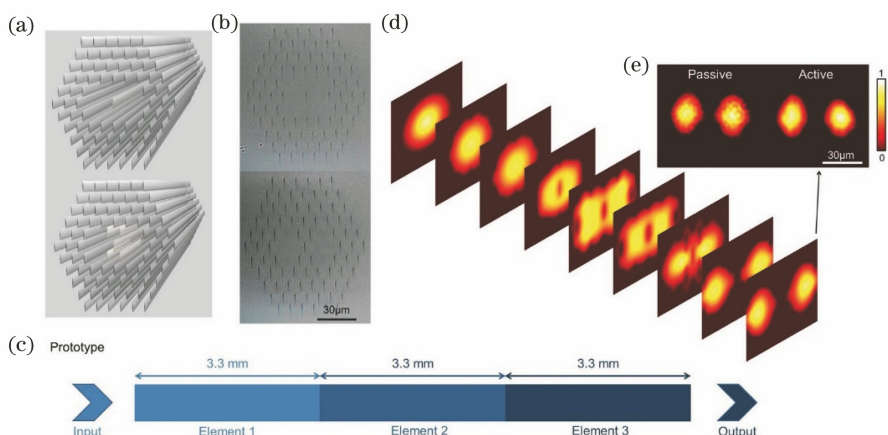 (a)
(b)
30μm
(d)
(e)
Passive Active
30μm
1
0
(c)
Prototype
3.3 mm 3.3 mm 3.3 mm
Input Element 1 Element 2 Element 3 Output